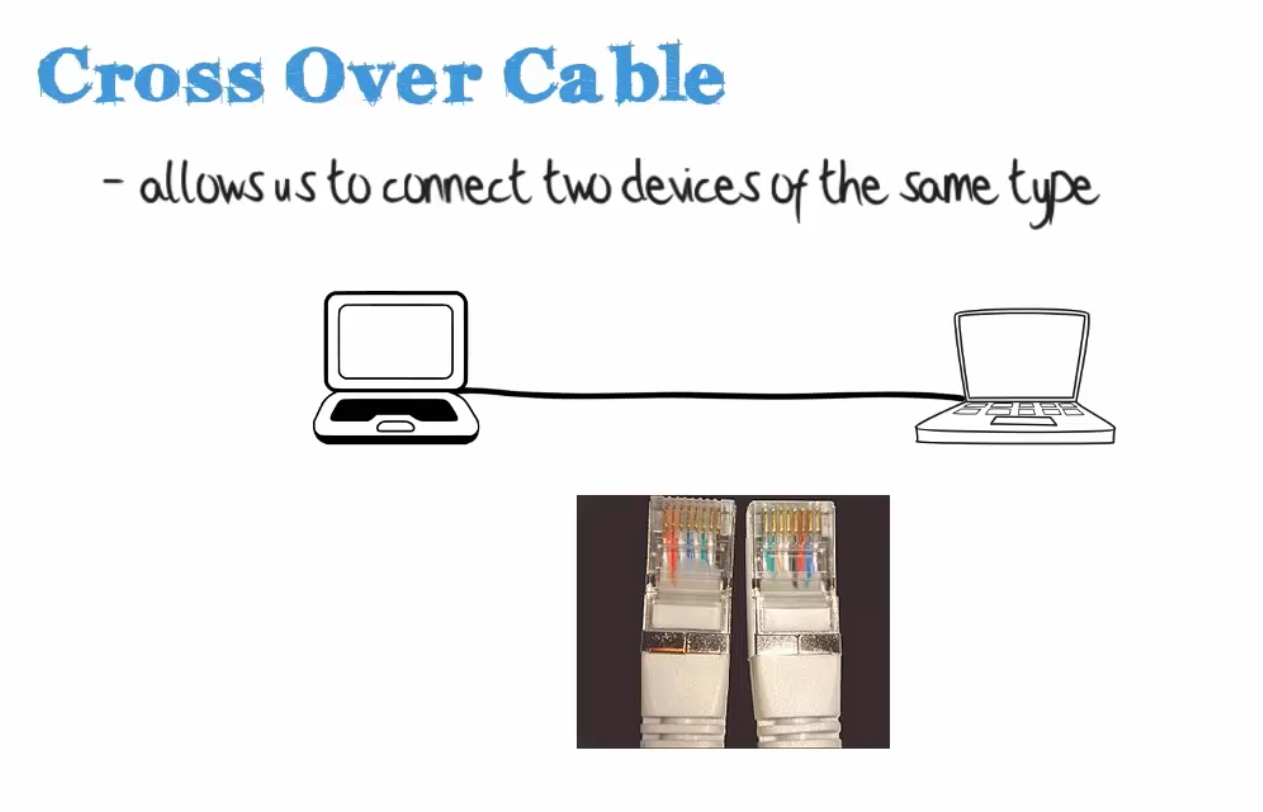 Cross Over Cable
- allows us to connect two devices of the same type